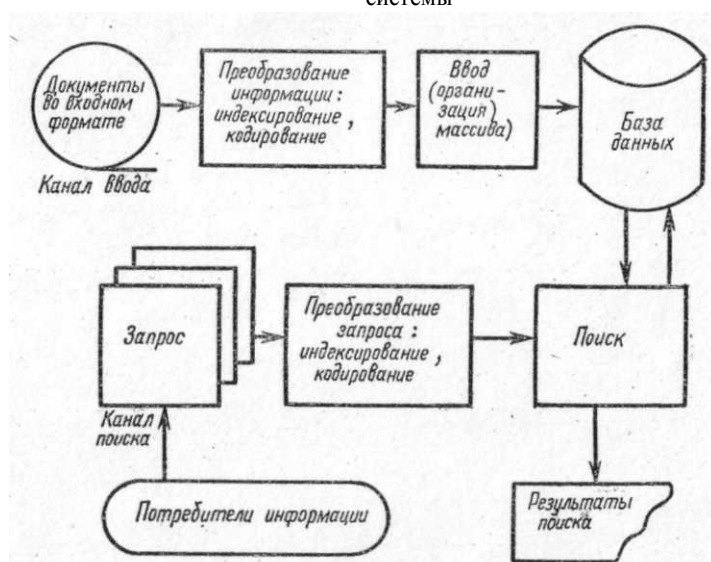 системы
Документы
во входном
формате
Канал ввода
Преобразование
информации:
индексирование,
кодирование
Ввод
(органи-
зация)
массива)
База
данных
Запрос
Канал
поиска
Преобразование
запроса:
индексирование,
кодирование
Поиск
Потребители информации
Результаты
поиска